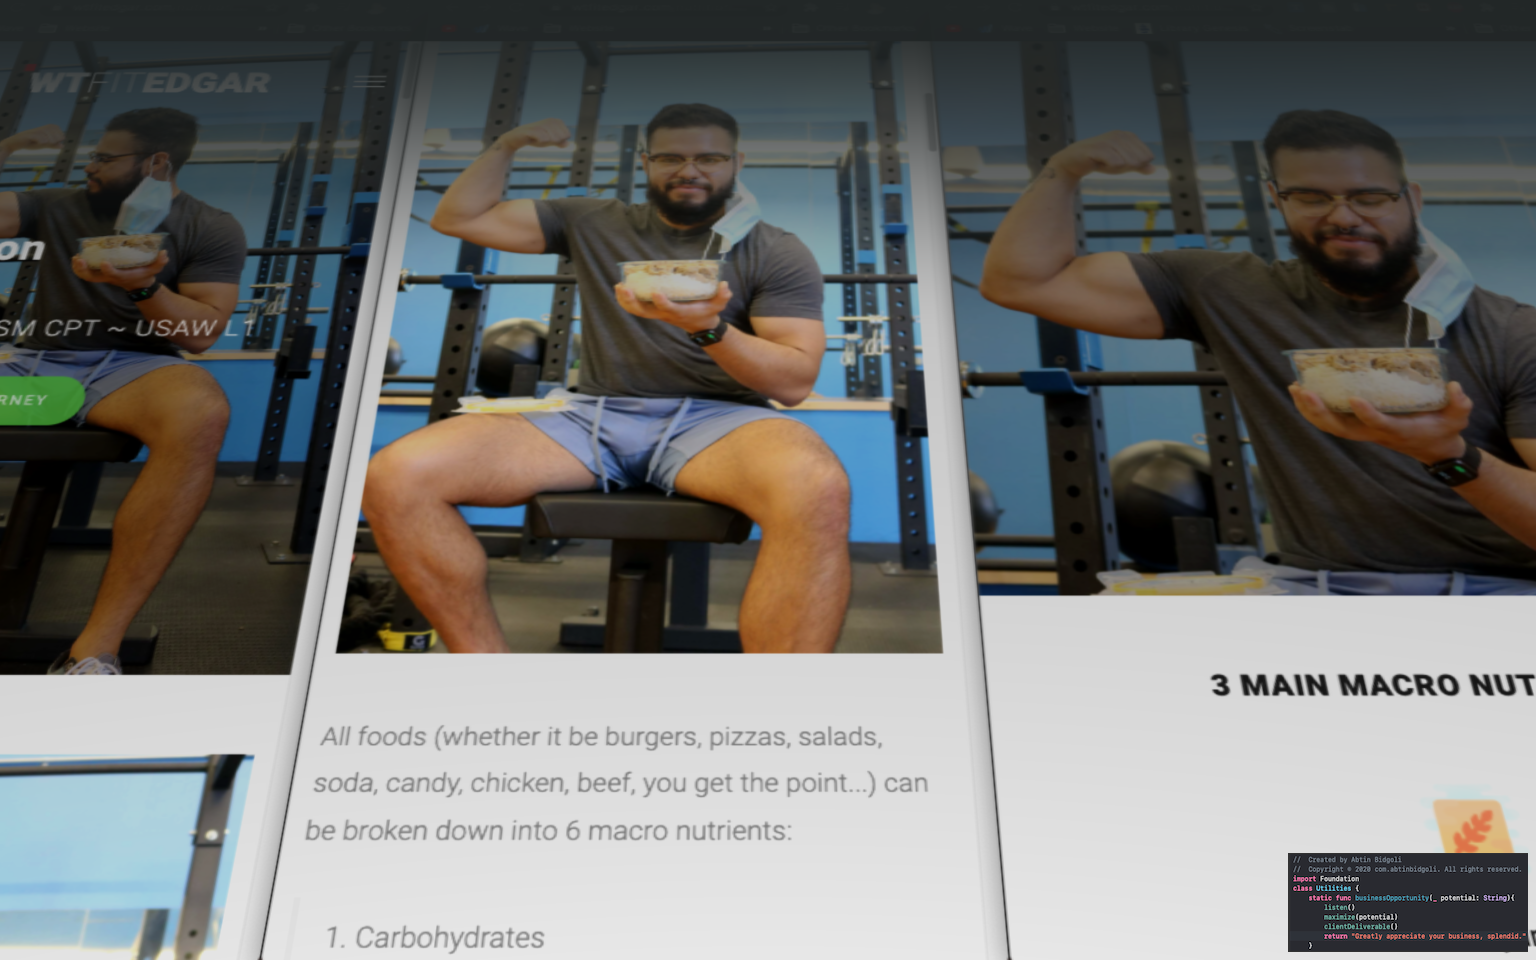 WTFITEDGAR
on
SM CPT ~ USAW L1
RNEY
All foods (whether it be burgers, pizzas, salads,
soda, candy, chicken, beef, you get the point...) can
be broken down into 6 macro nutrients:
1. Carbohydrates
3 MAIN MACRO NUT
// Created by Abtin Bidgoli
// Copyright © 2020 com.abtinbidgoli. All rights reserved.
import Foundation
class Utilities {
static func businessOpportunity(_ potential: String){
listen()
maximize(potential)
clientDeliverable()
return "Greatly appreciate your business, splendid."
}